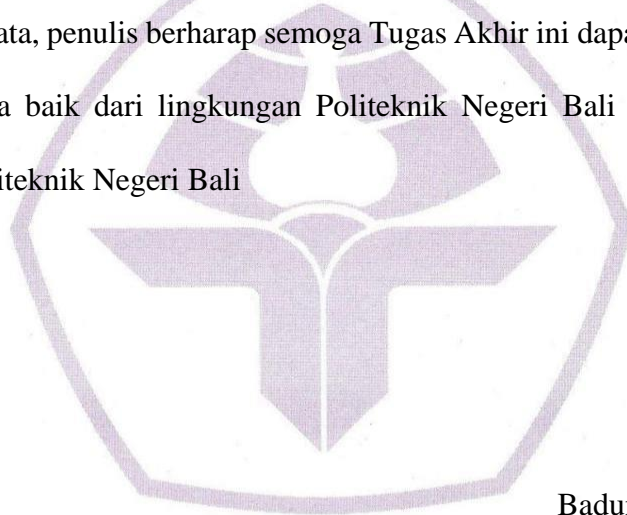 ata, penulis berharap semoga Tugas Akhir ini dapa
a baik dari lingkungan Politeknik Negeri Bali
iteknik Negeri Bali
Badu